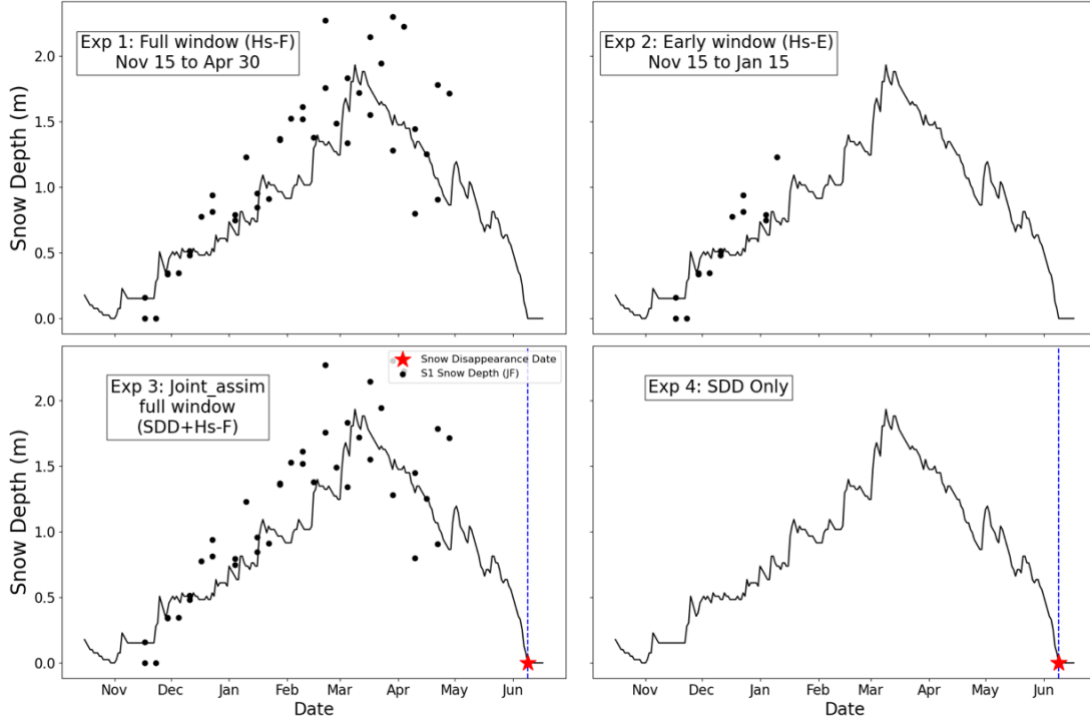 Exp 1: Full window (Hs-F)
Nov 15 to Apr 30
Snow Depth (m)
2.0
1.5
1.0
0.5
0.0
Exp 2: Early window (Hs-E)
Nov 15 to Jan 15
Exp 3: Joint_assim
full window
(SDD+Hs-F)
Snow Disappearance Date
S1 Snow Depth (JF)
Snow Depth (m)
2.0
1.5
1.0
0.5
0.0
Nov Dec Jan Feb Mar Apr May Jun
Date
Exp 4: SDD Only
Nov Dec Jan Feb Mar Apr May Jun
Date